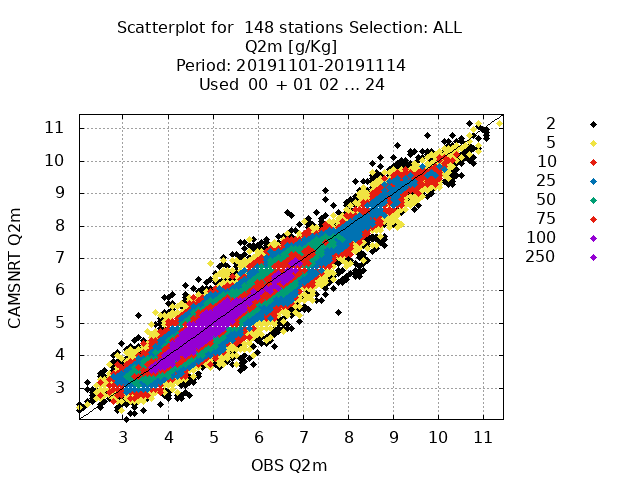 Scatterplot for  148 stations Selection: ALL
Q2m [g/Kg]
Period: 20191101-20191114
Used  00 + 01 02 ... 24
2
5
10
25
50
75
100
250
11
10
9
8
7
6
5
4
3
CAMSNRT Q2m
3 4 5 6 7 8 9 10 11
OBS Q2m